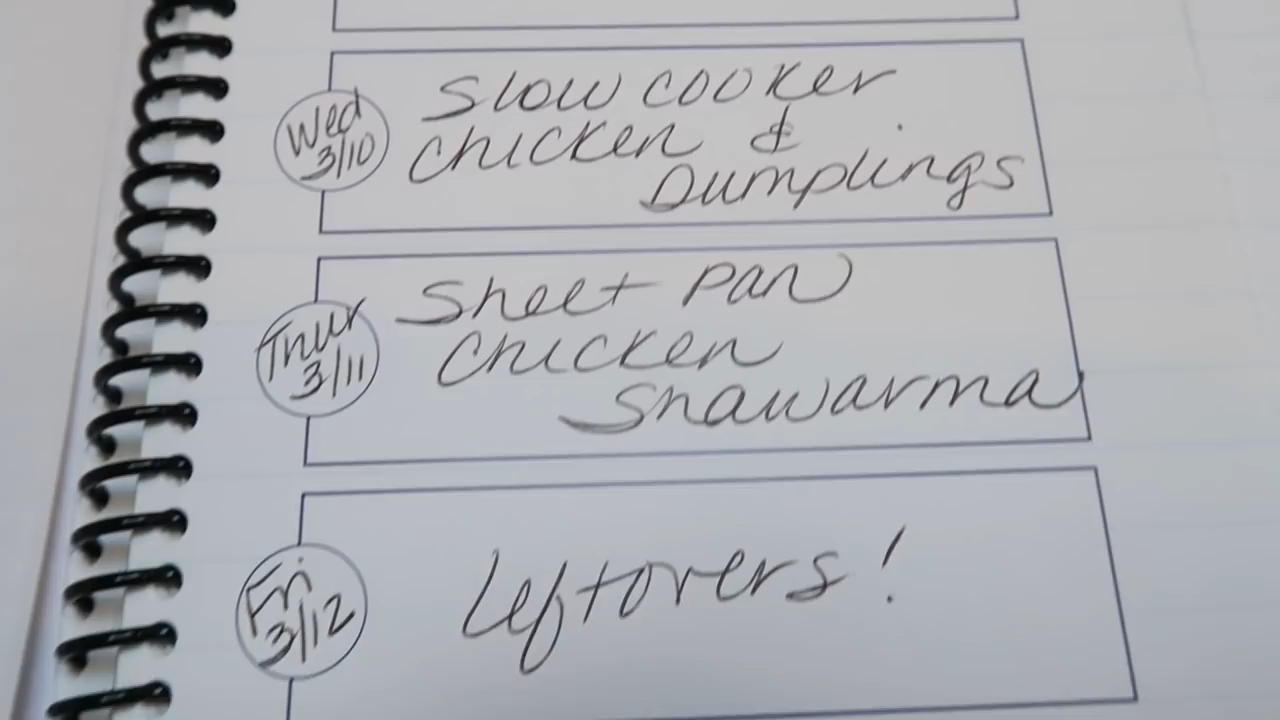 Wed
3/10
Slow cooker
chicken &
Dumplings
Thur
3/11
Sheet Pan
Chicken
Shawarma
Fri
3/12
Leftovers!